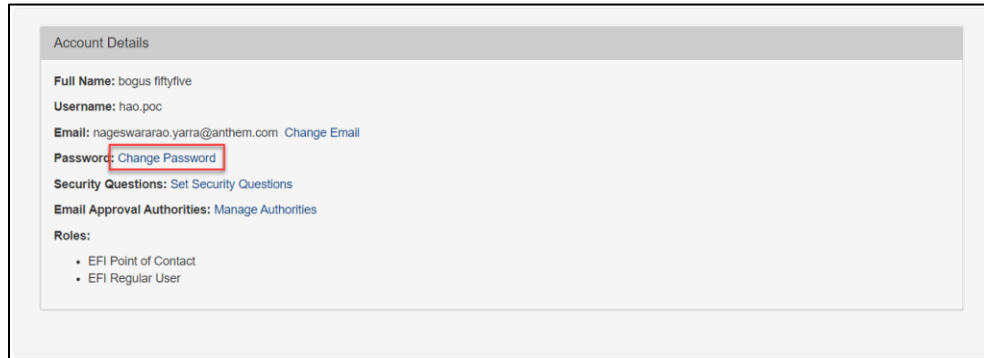 Account Details
Full Name: bogus fiftyfive
Username: hao.poc
Email: nageswararao.yarra@anthem.com Change Email
Password: Change Password
Security Questions: Set Security Questions
Email Approval Authorities: Manage Authorities
Roles:
• EFI Point of Contact
• EFI Regular User